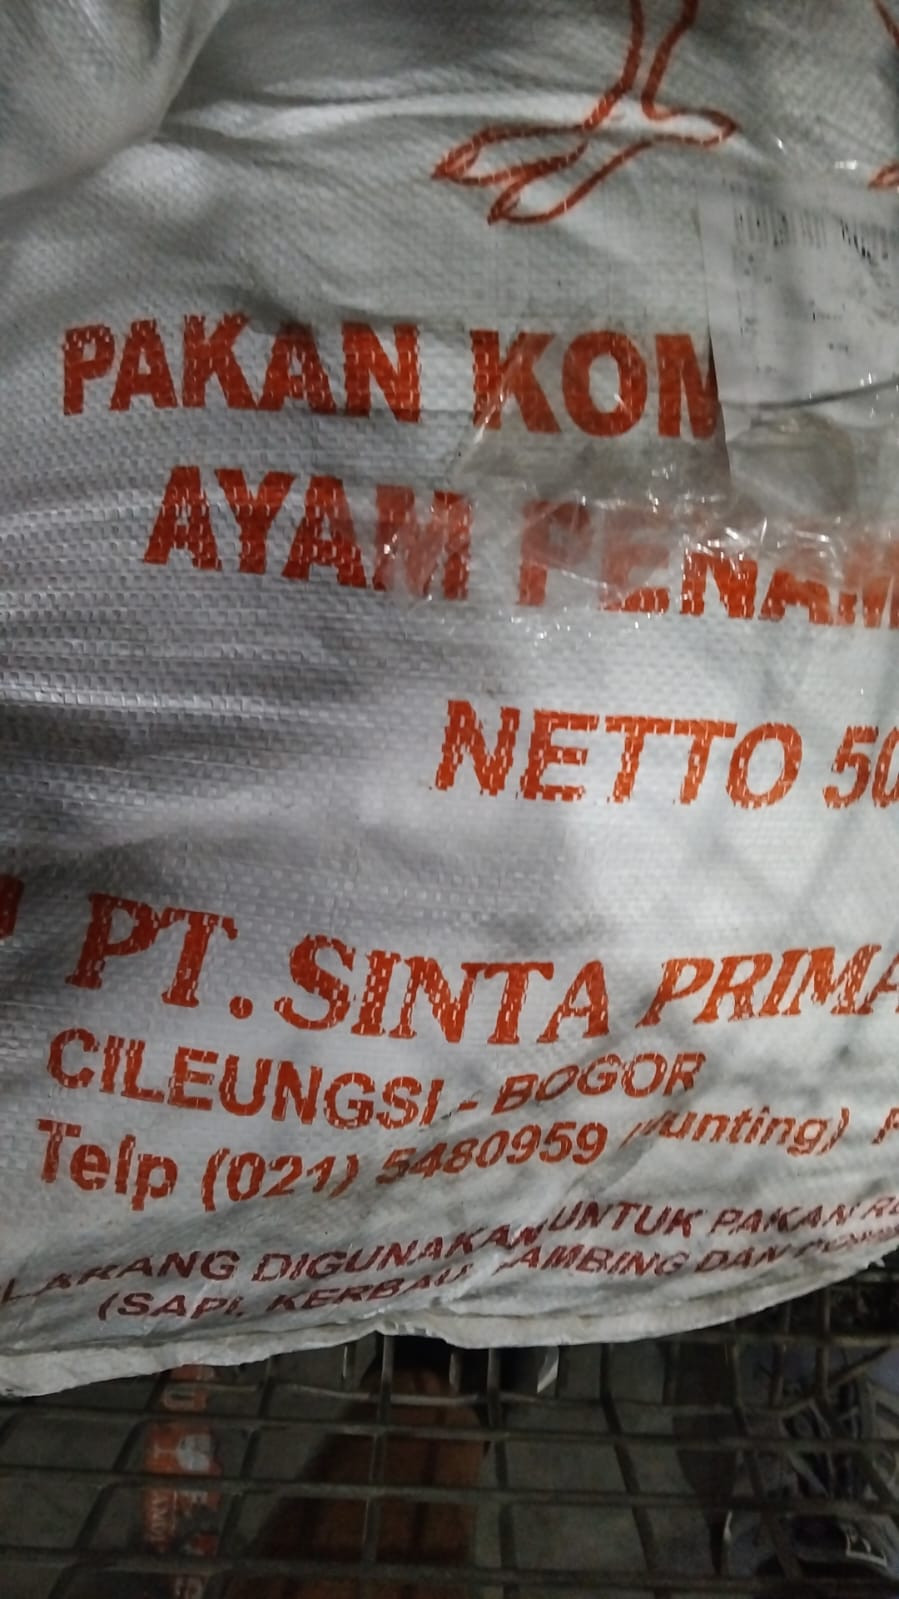 PAKAN KOM
AYAM PENAM
NETTO 50
PT. SINTA PRIMA
CILEUNGSI - BOGOR
Telp (021) 5480959 (Hunting) F
LARANG DIGUNAKAN UNTUK PAKAN
(SAPI, KERBAU, KAMBING DAN